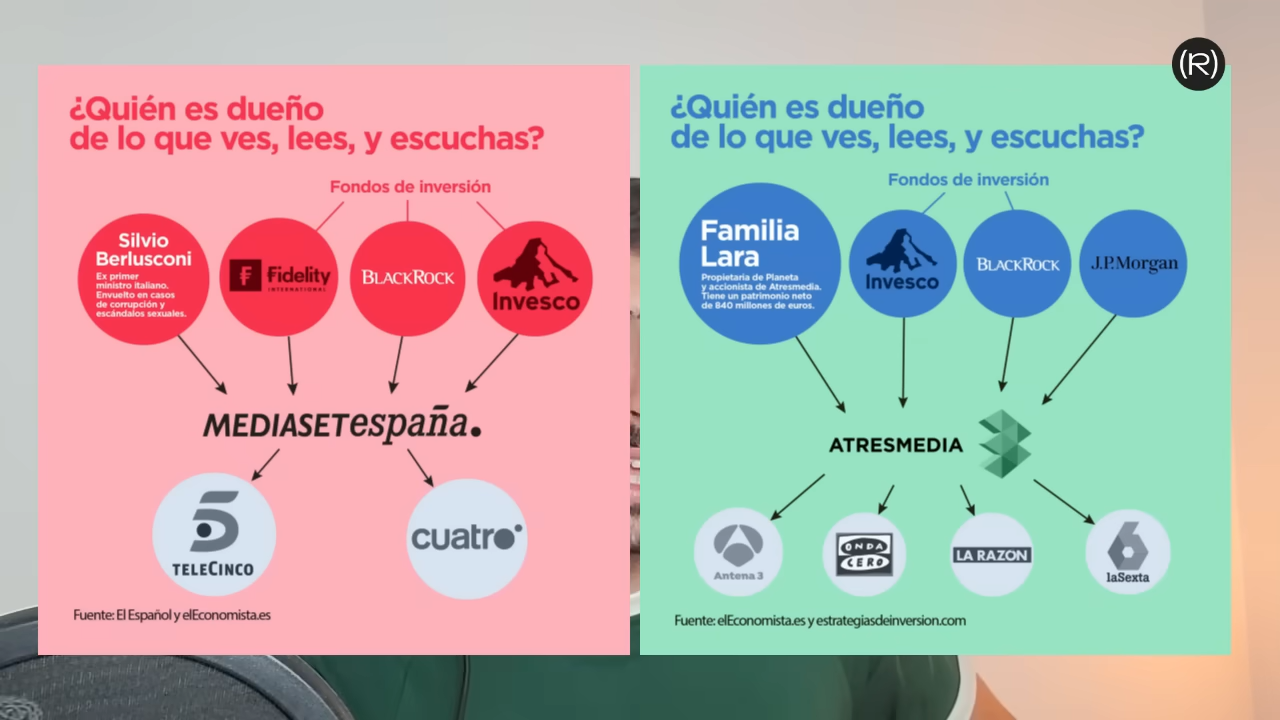 (R)
¿Quién es dueño
de lo que ves, lees, y escuchas?
Fondos de inversión
Silvio
Berlusconi
Ex primer
ministro italiano.
Envuelto en casos
de corrupción y
escándalos sexuales.
F
Fidelity
INTERNATIONAL
BLACKROCK
Invesco
MEDIASETespaña.
5
TELECINCO
cuatro
Fuente: El Español y elEconomista.es
¿Quién es dueño
de lo que ves, lees, y escuchas?
Fondos de inversión
Familia
Lara
Propietaria de Planeta
y accionista de Atresmedia.
Tiene un patrimonio neto
de 840 millones de euros.
Invesco
BLACKROCK
J.P.Morgan
ATRESMEDIA
Antena 3
ONDA
CERO
LA RAZON
6
laSexta
Fuente: elEconomista.es y estrategiasdeinversion.com